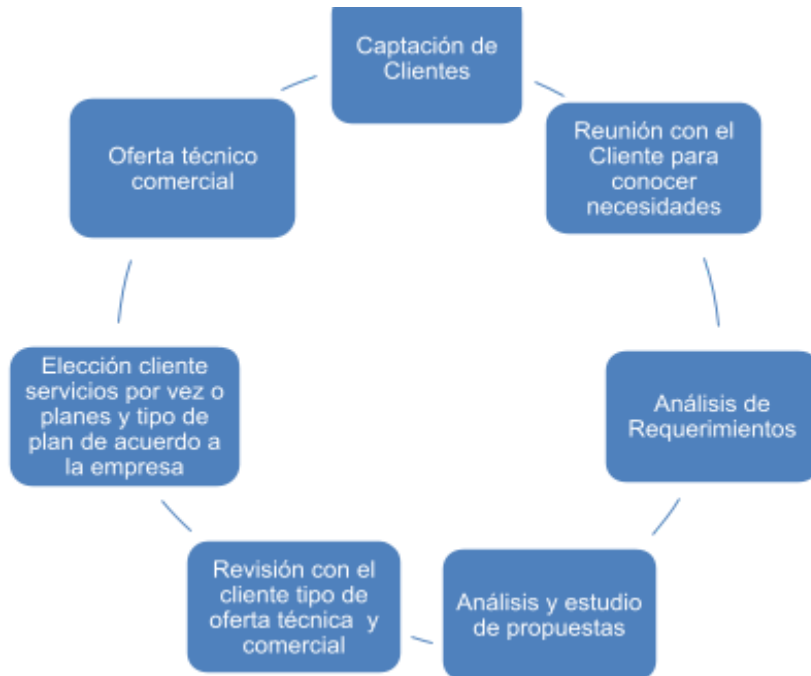 Captación de
Clientes
Reunión con el
Cliente para
conocer
necesidades
Análisis de
Requerimientos
Análisis y estudio
de propuestas
Revisión con el
cliente tipo de
oferta técnica y
comercial
Elección cliente
servicios por vez o
planes y tipo de
plan de acuerdo a
la empresa
Oferta técnico
comercial